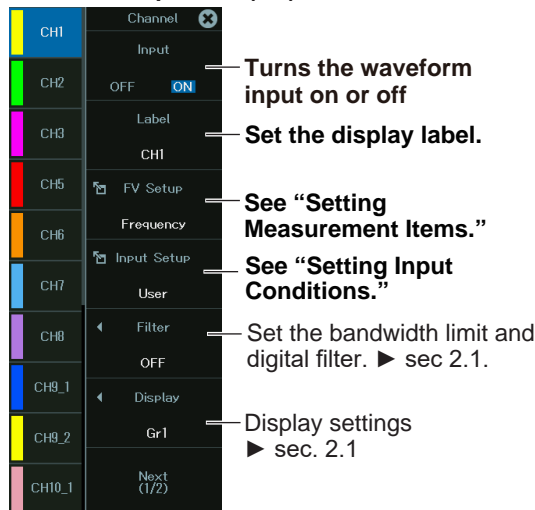 CH1
CH2
CH3
CH5
CH6
CH7
CH8
CH9_1
CH9_2
CH10_1
Channel
Input
OFF ON
Label
CH1
FV Setup
Frequency
Input Setup
User
Filter
OFF
Display
Gr1
Next
(1/2)
Turns the waveform
input on or off
Set the display label.
See “Setting
Measurement Items.”
See “Setting Input
Conditions.”
Set the bandwidth limit and
digital filter. ► sec 2.1.
Display settings
► sec. 2.1